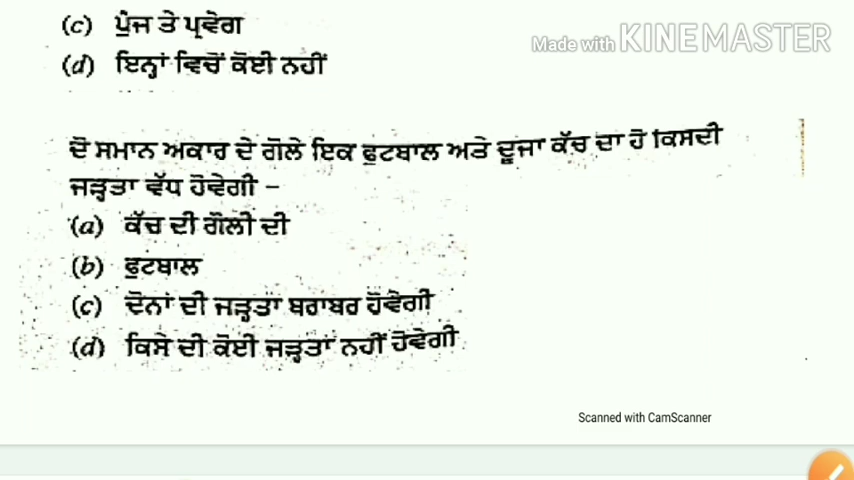 (c) ਪੁੰਜ ਤੇ ਪ੍ਰਵੇਗ
Made with KINEMASTER
(d) ਇਨ੍ਹਾਂ ਵਿਚੋਂ ਕੋਈ ਨਹੀਂ
ਦੋ ਸਮਾਨ ਅਕਾਰ ਦੇ ਗੋਲੇ ਇਕ ਫੁਟਬਾਲ ਅਤੇ ਦੂਜਾ ਕੱਚ ਦਾ ਹੋ ਕਿਸਦੀ
ਜੜ੍ਹਤਾ ਵੱਧ ਹੋਵੇਗੀ –
(a) ਕੱਚ ਦੀ ਗੋਲੀ ਦੀ
(b) ਫੁਟਬਾਲ
(c) ਦੋਨਾਂ ਦੀ ਜੜ੍ਹਤਾ ਬਰਾਬਰ ਹੋਵੇਗੀ
(d) ਕਿਸੇ ਦੀ ਕੋਈ ਜੜ੍ਹਤਾ ਨਹੀਂ ਹੋਵੇਗੀ
Scanned with CamScanner